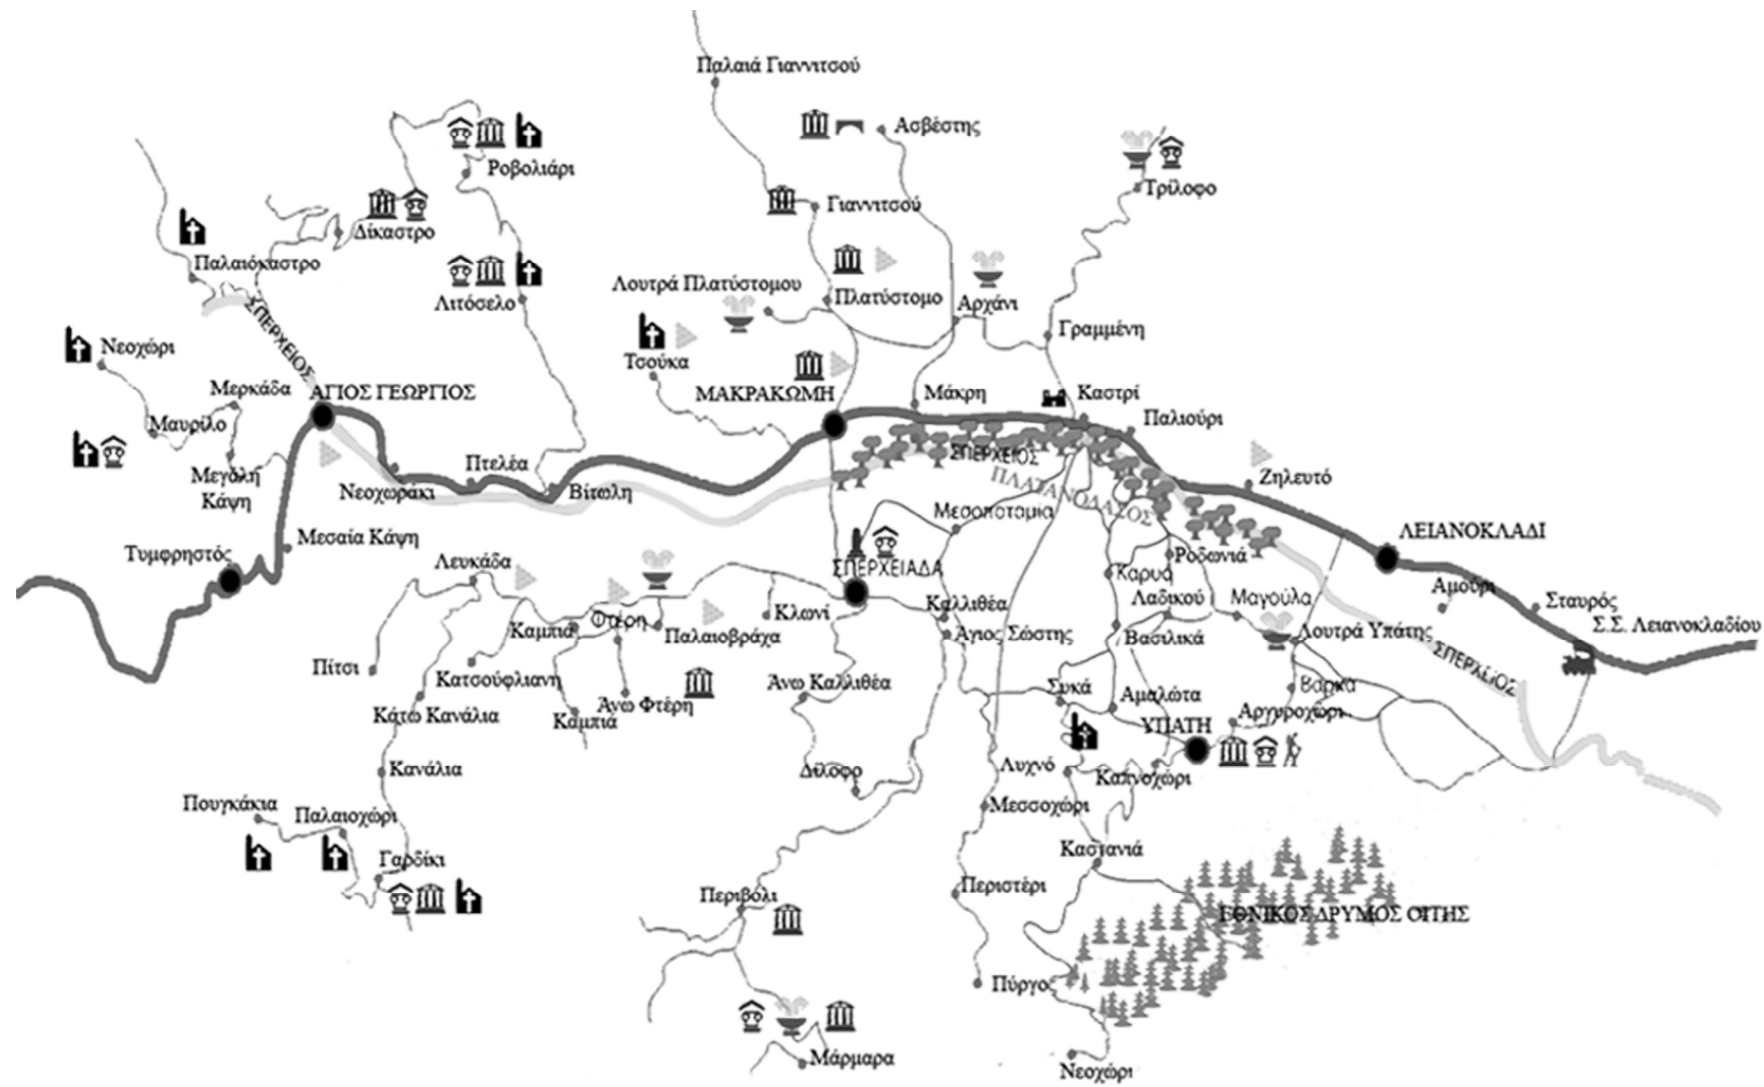 Παλαιά Γιαννιτσού
Ασβέστης
Ροβολιάρι
Τρίλοφο
Γιαννιτσού
Δίκαστρο
Παλαιόκαστρο
Λουτρά Πλατύστομου
Πλατύστομο
Αρχάνι
Λιτόσελο
ΣΠΕΡΧΕΙΟΣ
Γραμμένη
Νεοχώρι
Τσούκα
Μερκάδα
ΑΓΙΟΣ ΓΕΩΡΓΙΟΣ
ΜΑΚΡΑΚΩΜΗ
Μάκρη
Καστρί
Παλιούρι
Μαυρίλο
ΣΠΕΡΧΕΙΟΣ
Πτελέα
Μεγάλη
Κάψη
Νεοχωράκι
Βίτωλη
Ζηλευτό
ΠΛΑΤΑΝΟΔΑΣΟΣ
Μεσοποταμία
ΛΕΙΑΝΟΚΛΑΔΙ
Μεσαία Κάψη
Τυμφρηστός
Λευκάδα
ΣΠΕΡΧΕΙΑΔΑ
Ροδωνιά
Καρυά
Αμούρι
Λαδικού
Μαγούλα
Σταυρός
Καλλιθέα
Κλωνί
Φτέρη
Καμπιά
Παλαιοβράχα
Άγιος Σώστης
Βασιλικά
Λουτρά Υπάτης
Σ.Σ. Λειανοκλαδίου
ΣΠΕΡΧΕΙΟΣ
Πίτσι
Κατσούφλιανη
Άνω Καλλιθέα
Συκά
Αμαλώτα
Βαρκά
Κάτω Κανάλια
Καμπιά
Άνω Φτέρη
Αργυροχώρι
ΥΠΑΤΗ
Κανάλια
Δίλοφο
Λυχνό
Καπνοχώρι
Πουγκάκια
Παλαιοχώρι
Μεσοχώρι
Γαρδίκι
Καστανιά
Περιβόλι
Περιστέρι
ΕΘΝΙΚΟΣ ΔΡΥΜΟΣ ΟΙΤΗΣ
Πύργος
Μάρμαρα
Νεοχώρι